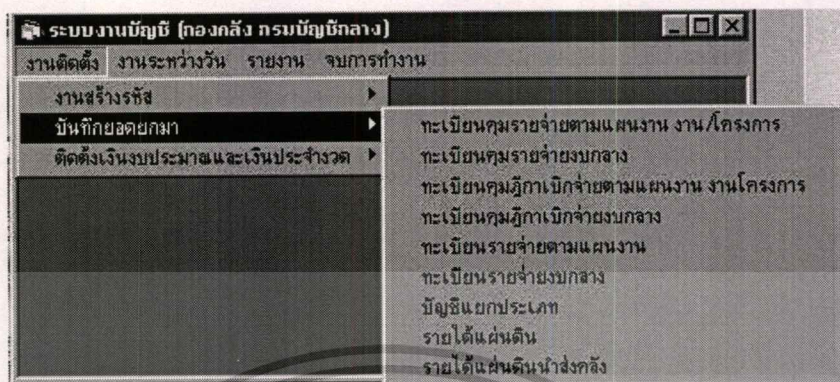 ระบบงานบัญชี (กองคลัง กรมบัญชีกลาง)
งานติดตั้ง งานระหว่างวัน รายงาน จบการทำงาน
งานสร้างรหัส
บันทึกยอดยกมา
ติดตั้งเงินงบประมาณและเงินประจำงวด
ทะเบียนคุมรายจ่ายตามแผนงาน งาน/โครงการ
ทะเบียนคุมรายจ่ายงบกลาง
ทะเบียนคุมฎีกาเบิกจ่ายตามแผนงาน งานโครงการ
ทะเบียนคุมฎีกาเบิกจ่ายงบกลาง
ทะเบียนรายจ่ายตามแผนงาน
ทะเบียนรายจ่ายงบกลาง
บัญชีแยกประเภท
รายได้แผ่นดิน
รายได้แผ่นดินนำส่งคลัง